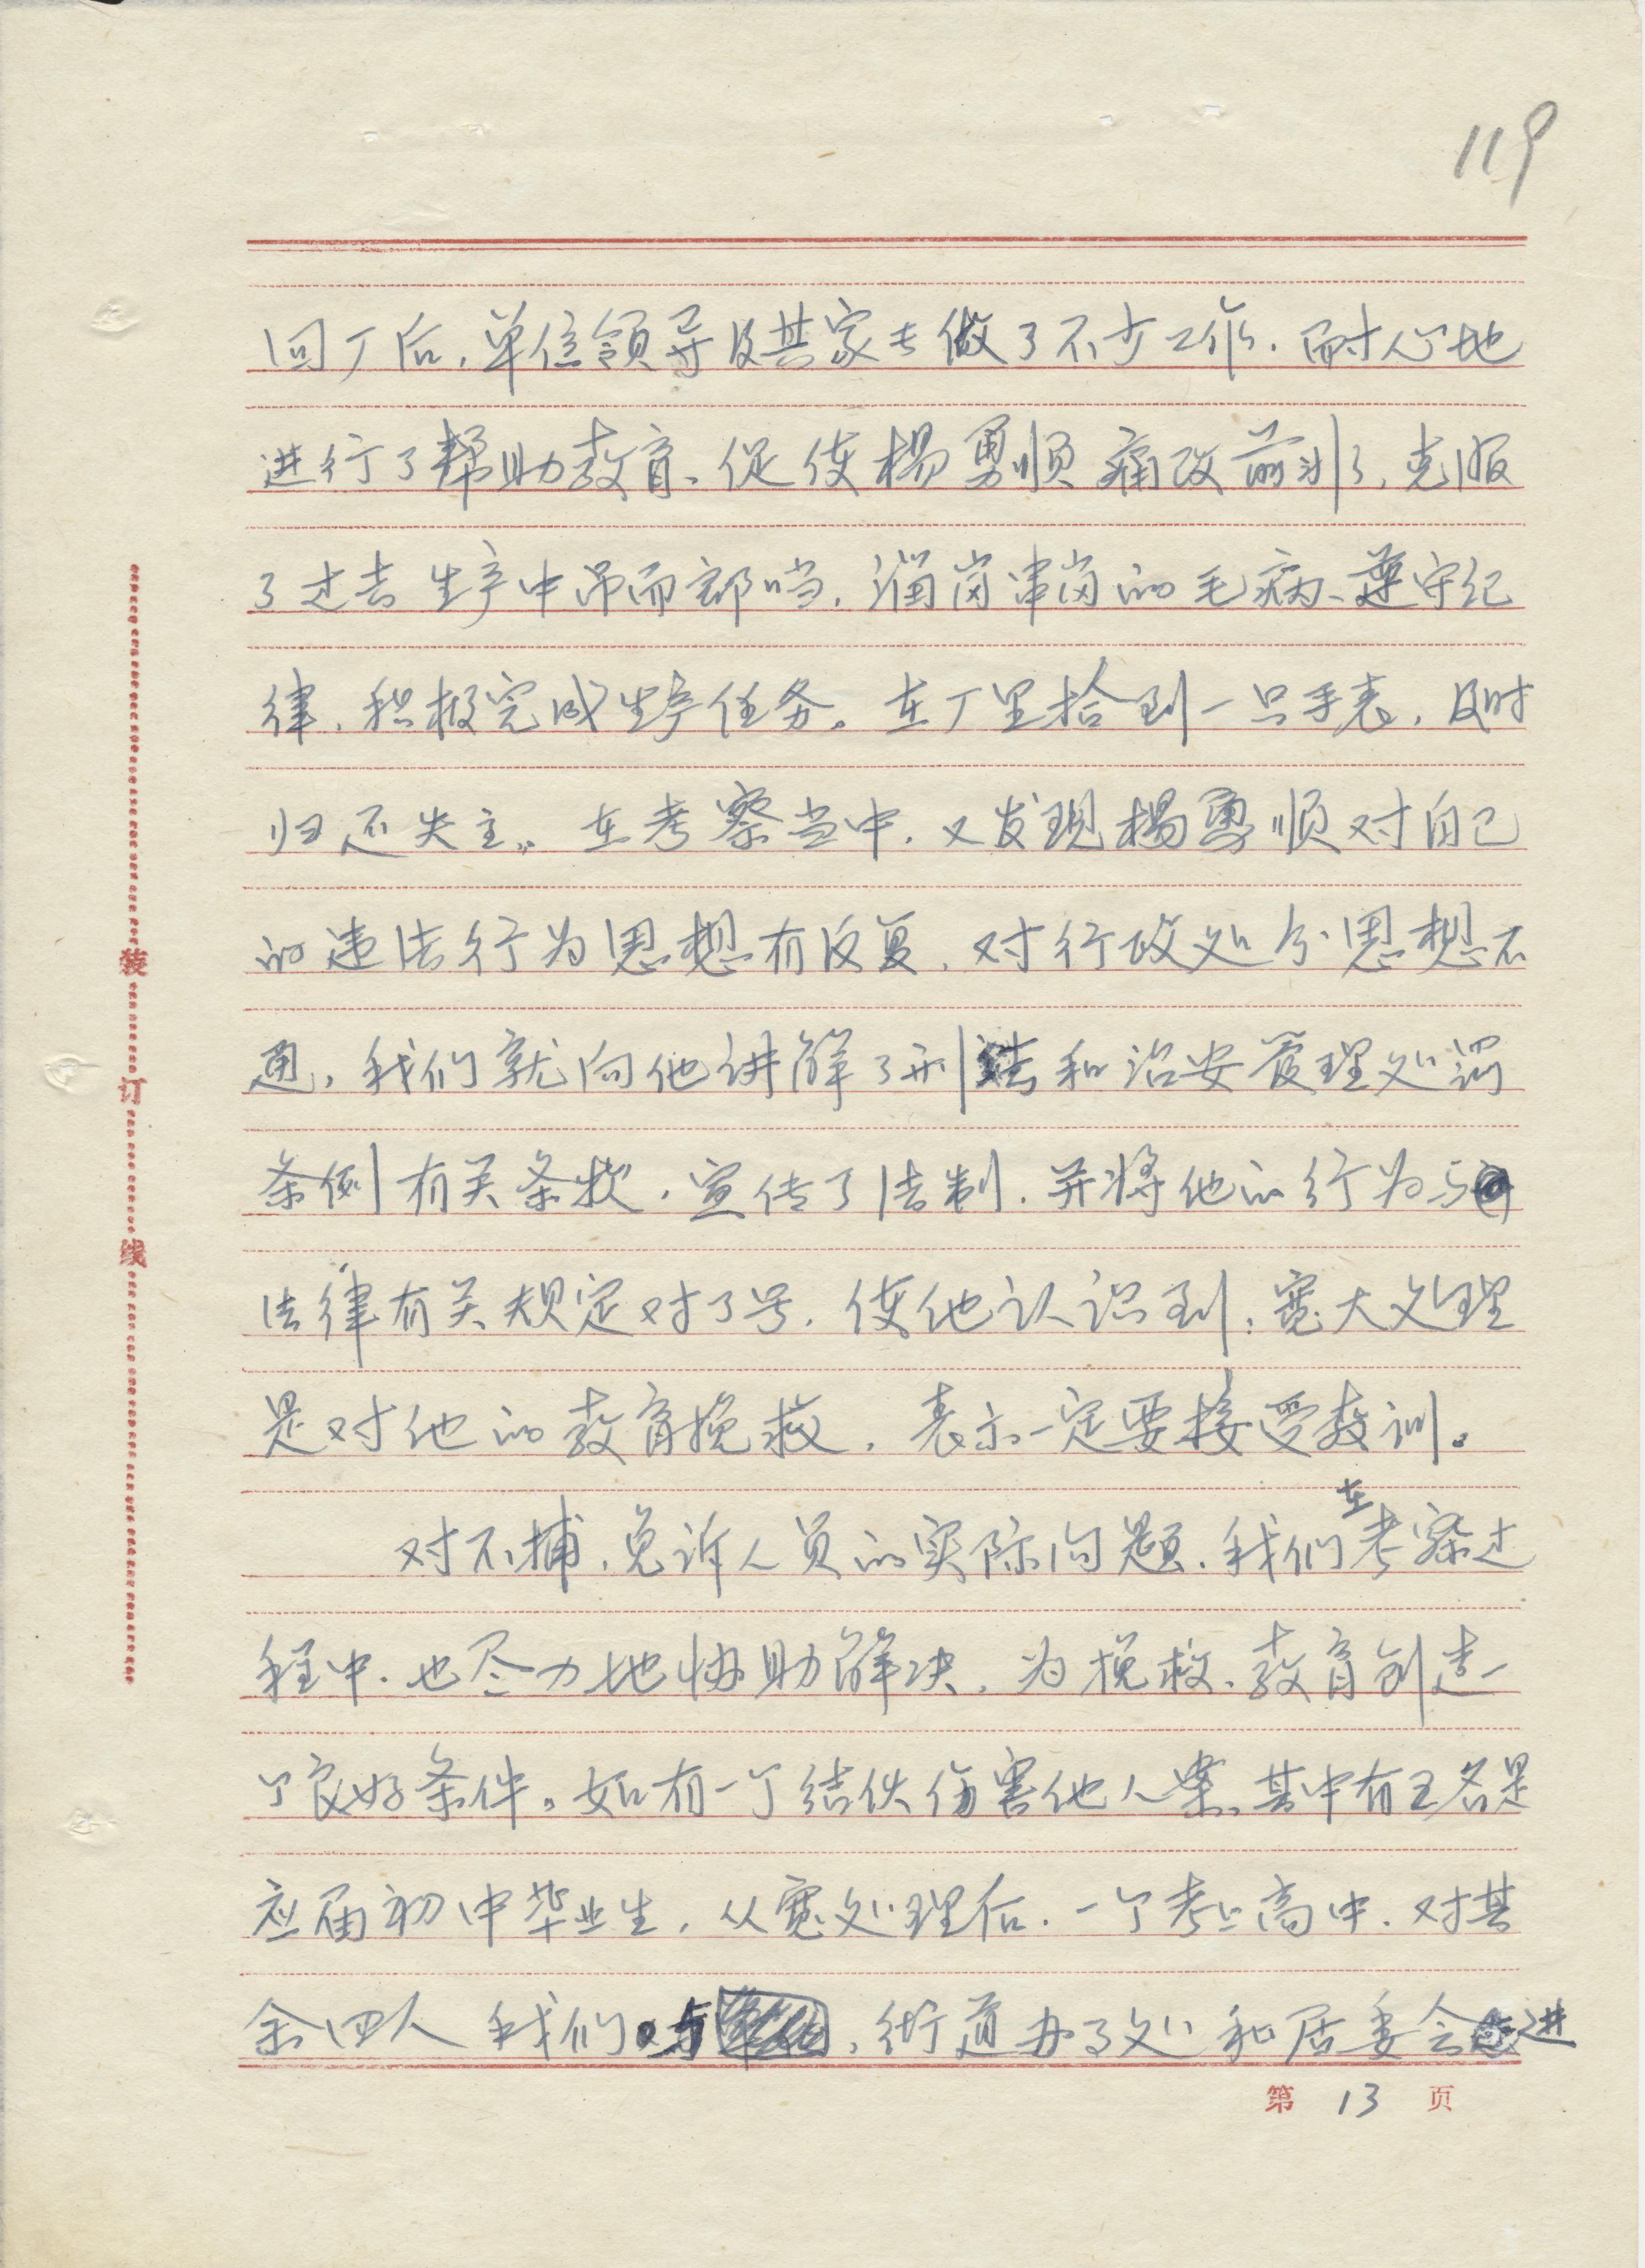 119
回厂后，单位领导及其家长做了不少工作，耐心地
进行了帮助教育、促使杨勇顺痛改前非，克服
了过去生产中吊而郎当，溜岗串岗的毛病、遵守纪
律，积极完成生产任务。在厂里拾到一只手表，及时
归还失主。在考察当中，又发现杨勇顺对自己
的违法行为思想有反复，对行政处分思想不
通，我们就向他讲解了刑法和治安管理处罚
条例有关条款，宣传了法制，并将他的行为与
法律有关规定对了号，使他认识到：宽大处理
是对他的教育挽救，表示一定要接受教训。
对不捕，免诉人员的实际问题，我们在考察过
程中，也尽力地协助解决，为挽救、教育创造一
个良好条件。如有一个结伙伤害他人案，其中有五名是
应届初中毕业生，从宽处理后，一个考上高中，对其
余四人我们与，街道办事处和居委会进
第 13 页
装
订
线